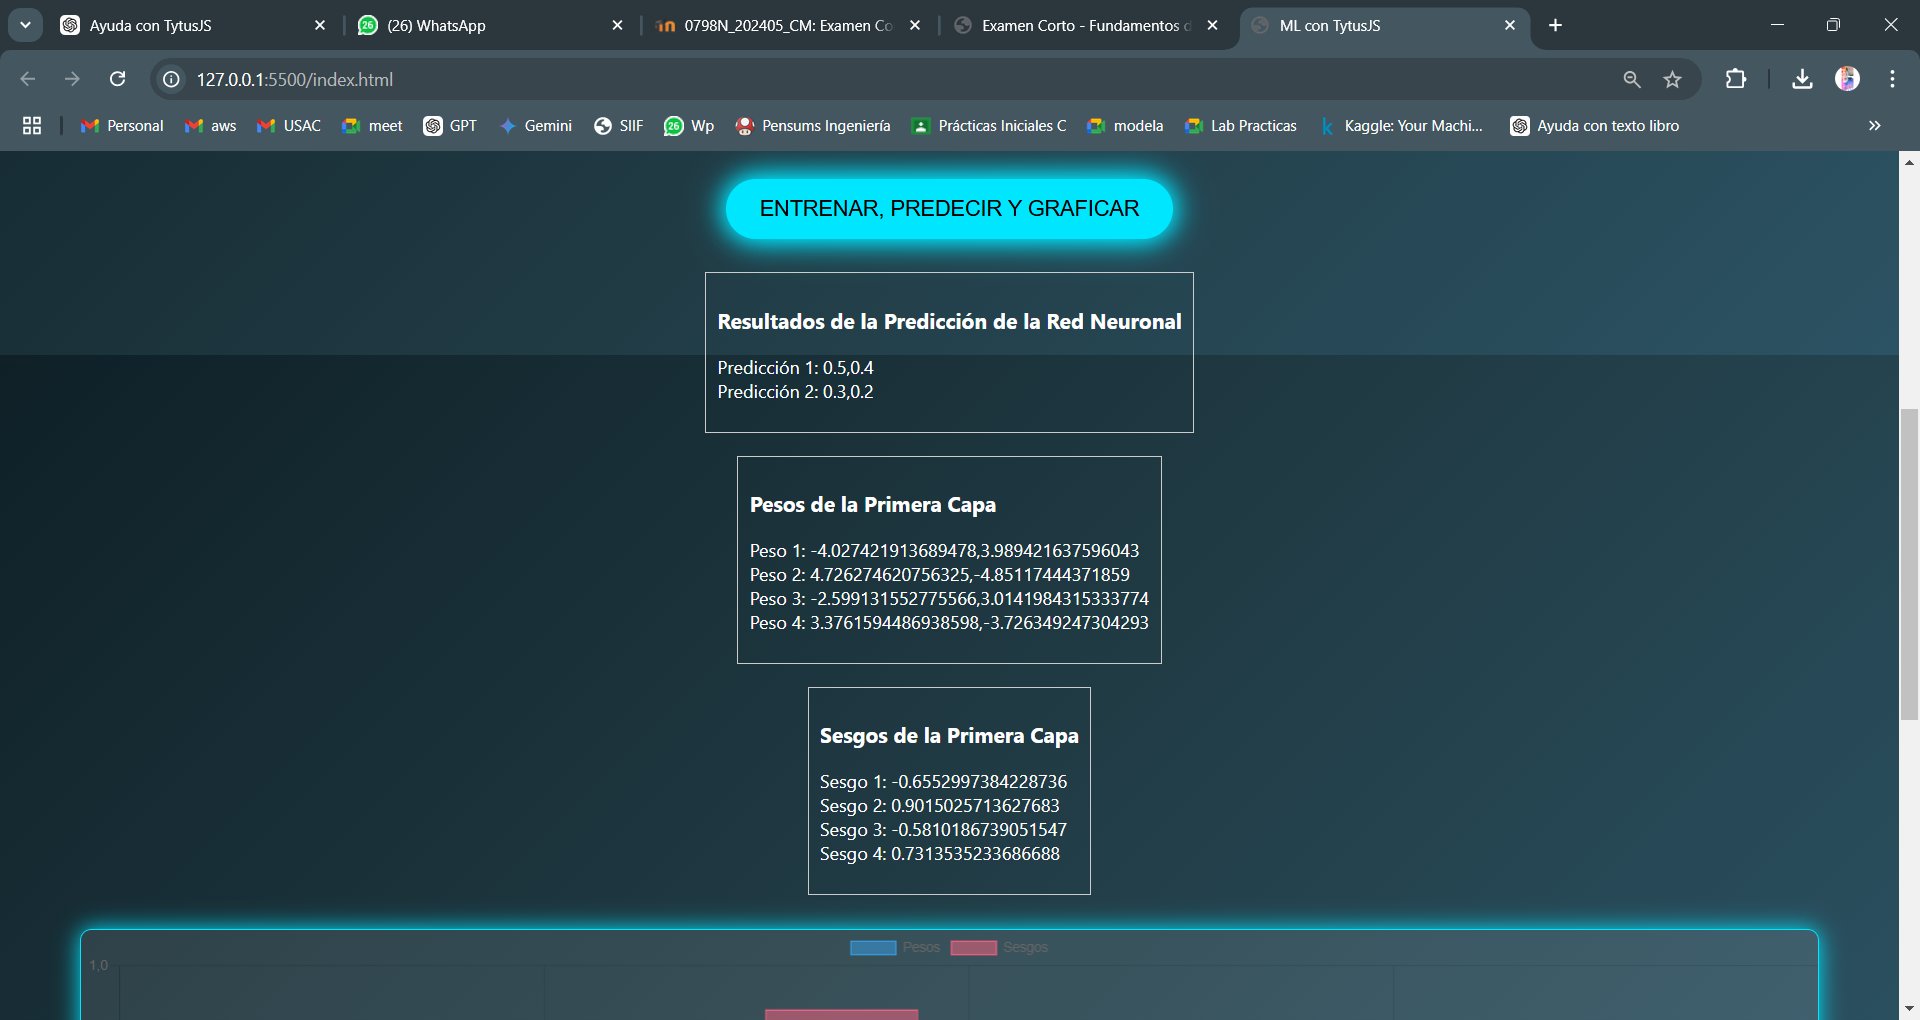 Ayuda con TytusJS
(26) WhatsApp
0798N_202405_CM: Examen Co
Examen Corto - Fundamentos d
ML con TytusJS
127.0.0.1:5500/index.html
Personal
aws
USAC
meet
GPT
Gemini
SIIF
26
Wp
Pensums Ingeniería
Prácticas Iniciales C
modela
Lab Practicas
Kaggle: Your Machi...
Ayuda con texto libro
ENTRENAR, PREDECIR Y GRAFICAR
Resultados de la Predicción de la Red Neuronal
Predicción 1: 0.5,0.4
Predicción 2: 0.3,0.2
Pesos de la Primera Capa
Peso 1: -4.027421913689478,3.989421637596043
Peso 2: 4.726274620756325,-4.85117444371859
Peso 3: -2.599131552775566,3.0141984315333774
Peso 4: 3.3761594486938598,-3.726349247304293
Sesgos de la Primera Capa
Sesgo 1: -0.6552997384228736
Sesgo 2: 0.9015025713627683
Sesgo 3: -0.5810186739051547
Sesgo 4: 0.7313535233686688
Pesos
Sesgos
1,0